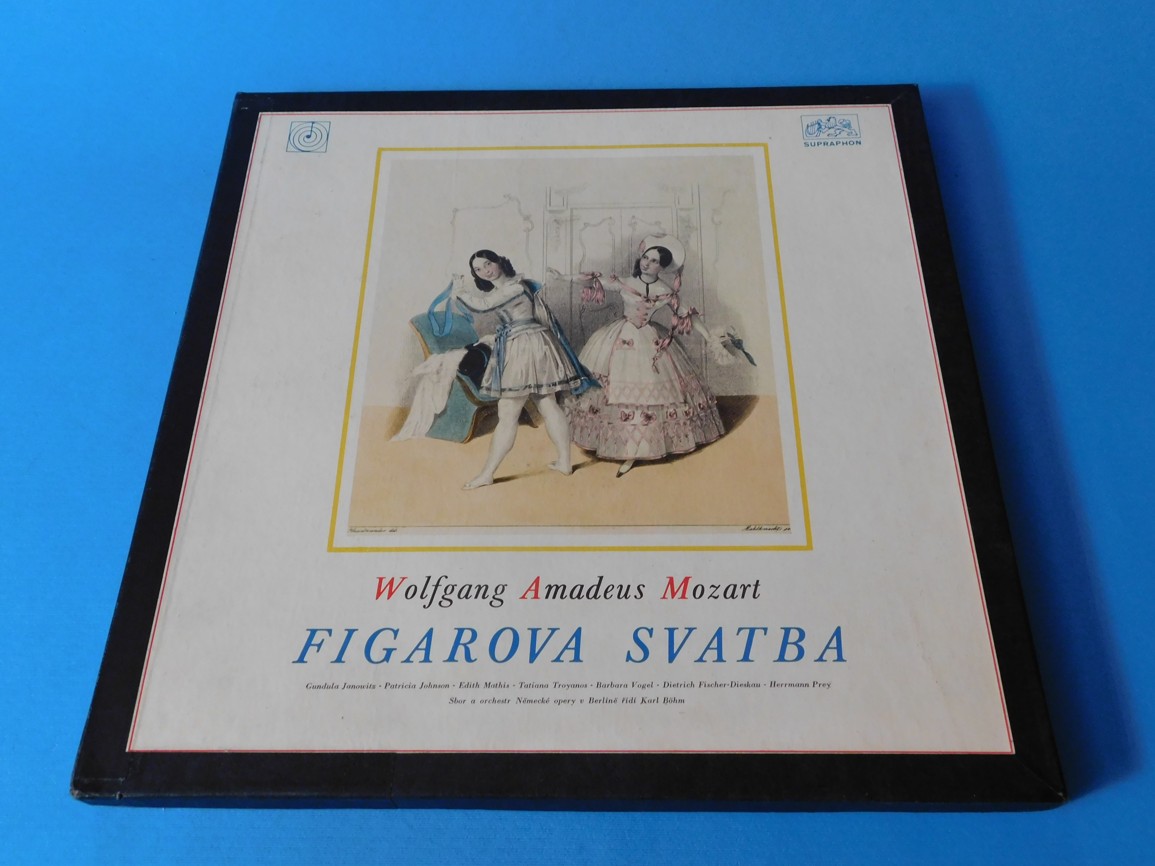 SUPRAPHON
Wolfgang Amadeus Mozart
FIGAROVA SVATBA
Gundula Janowitz - Patricia Johnson - Edith Mathis - Tatiana Troyanos - Barbara Vogel - Dietrich Fischer-Dieskau - Herrmann Prey
Sbor a orchestr Německé opery v Berlíně řídí Karl Böhm